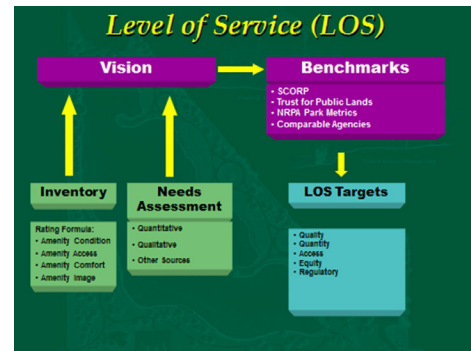 Level of Service (LOS)
Vision
Benchmarks
• SCORP
• Trust for Public Lands
• NRPA Park Metrics
• Comparable Agencies
Inventory
Rating Formula:
• Amenity Condition
• Amenity Access
• Amenity Comfort
• Amenity Image
Needs
Assessment
• Quantitative
• Qualitative
• Other Sources
LOS Targets
• Quality
• Quantity
• Access
• Equity
• Regulatory